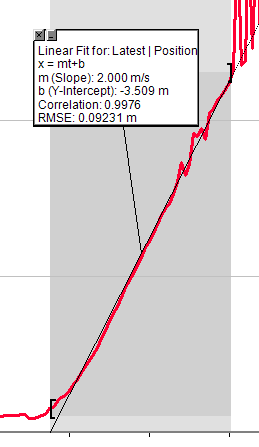 Linear Fit for: Latest | Position
x = mt+b
m (Slope): 2.000 m/s
b (Y-Intercept): -3.509 m
Correlation: 0.9976
RMSE: 0.09231 m